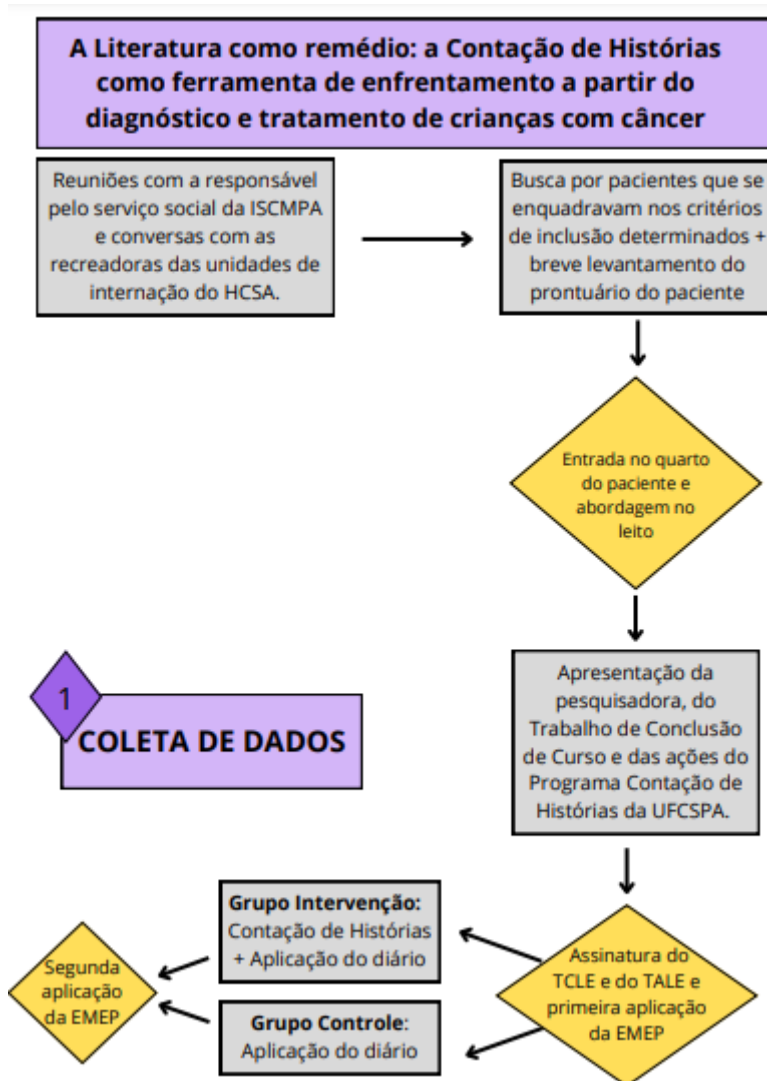 A Literatura como remédio: a Contação de Histórias
como ferramenta de enfrentamento a partir do
diagnóstico e tratamento de crianças com câncer
Reuniões com a responsável
pelo serviço social da ISCMPA
e conversas com as
recreadoras das unidades de
internação do HCSA.
Busca por pacientes que se
enquadravam nos critérios
de inclusão determinados +
breve levantamento do
prontuário do paciente
Entrada no quarto
do paciente e
abordagem no
leito
Apresentação da
pesquisadora, do
Trabalho de Conclusão
de Curso e das ações do
Programa Contação de
Histórias da UFCSPA.
1
COLETA DE DADOS
Assinatura do
TCLE e do TALE e
primeira aplicação
da EMEP
Grupo Intervenção:
Contação de Histórias
+ Aplicação do diário
Grupo Controle:
Aplicação do diário
Segunda
aplicação
da EMEP